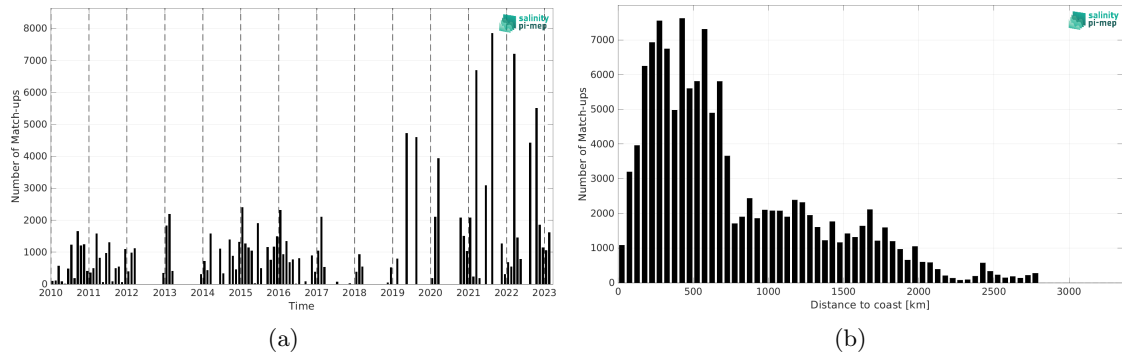 salinity
pi-mep
Number of Match-ups
8000
7000
6000
5000
4000
3000
2000
1000
0
2010 2011 2012 2013 2014 2015 2016 2017 2018 2019 2020 2021 2022 2023
Time
(a)
salinity
pi-mep
Number of Match-ups
7000
6000
5000
4000
3000
2000
1000
0
0 500 1000 1500 2000 2500 3000
Distance to coast [km]
(b)